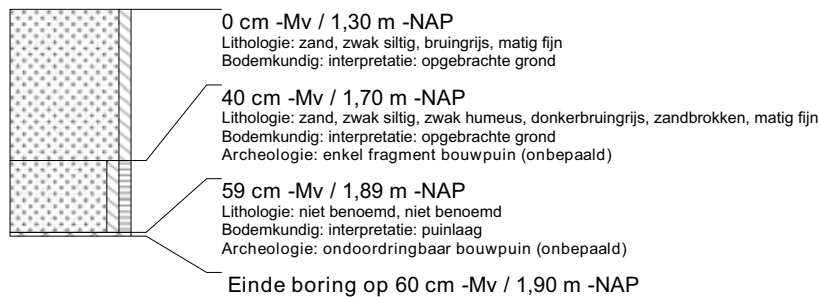 0 cm -Mv / 1,30 m -NAP
Lithologie: zand, zwak siltig, bruingrijs, matig fijn
Bodemkundig: interpretatie: opgebrachte grond
40 cm -Mv / 1,70 m -NAP
Lithologie: zand, zwak siltig, zwak humeus, donkerbruingrijs, zandbrokken, matig fijn
Bodemkundig: interpretatie: opgebrachte grond
Archeologie: enkel fragment bouwpuin (onbepaald)
59 cm -Mv / 1,89 m -NAP
Lithologie: niet benoemd, niet benoemd
Bodemkundig: interpretatie: puinlaag
Archeologie: ondoordringbaar bouwpuin (onbepaald)
Einde boring op 60 cm -Mv / 1,90 m -NAP